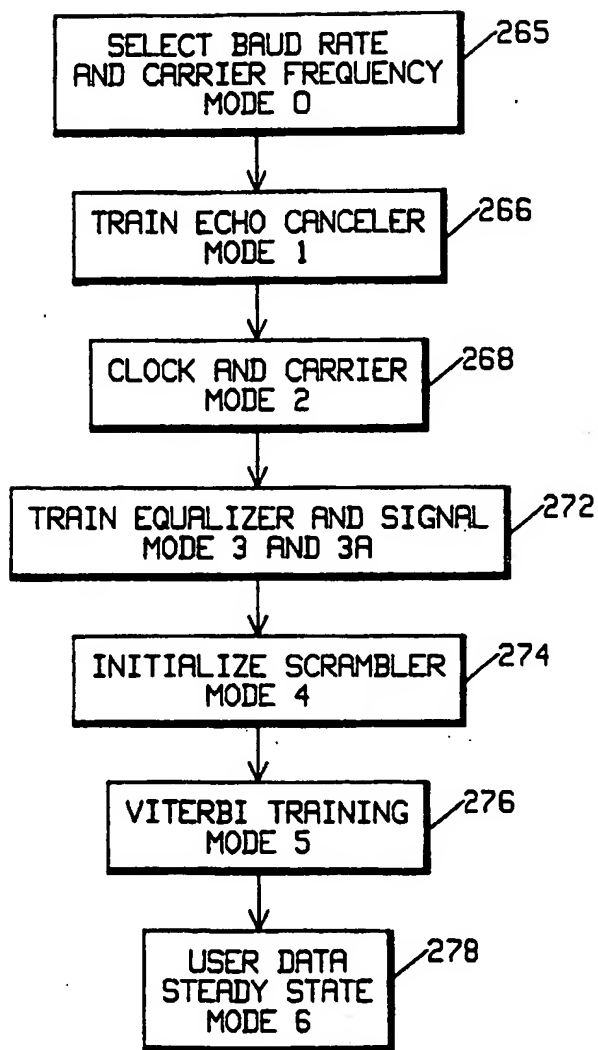 SELECT BAUD RATE
AND CARRIER FREQUENCY
MODE 0
265
TRAIN ECHO CANCELER
MODE 1
266
CLOCK AND CARRIER
MODE 2
268
TRAIN EQUALIZER AND SIGNAL
MODE 3 AND 3A
272
INITIALIZE SCRAMBLER
MODE 4
274
VITERBI TRAINING
MODE 5
276
USER DATA
STEADY STATE
MODE 6
278